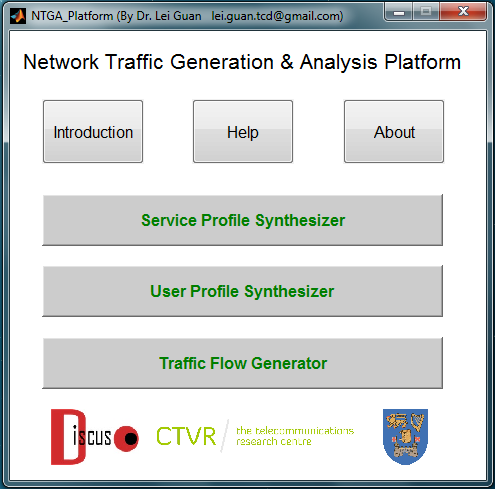 NTGA_Platform (By Dr. Lei Guan lei.guan.tcd@gmail.com)
Network Traffic Generation & Analysis Platform
Introduction
Help
About
Service Profile Synthesizer
User Profile Synthesizer
Traffic Flow Generator
Discus
CTVR / the telecommunications
research centre